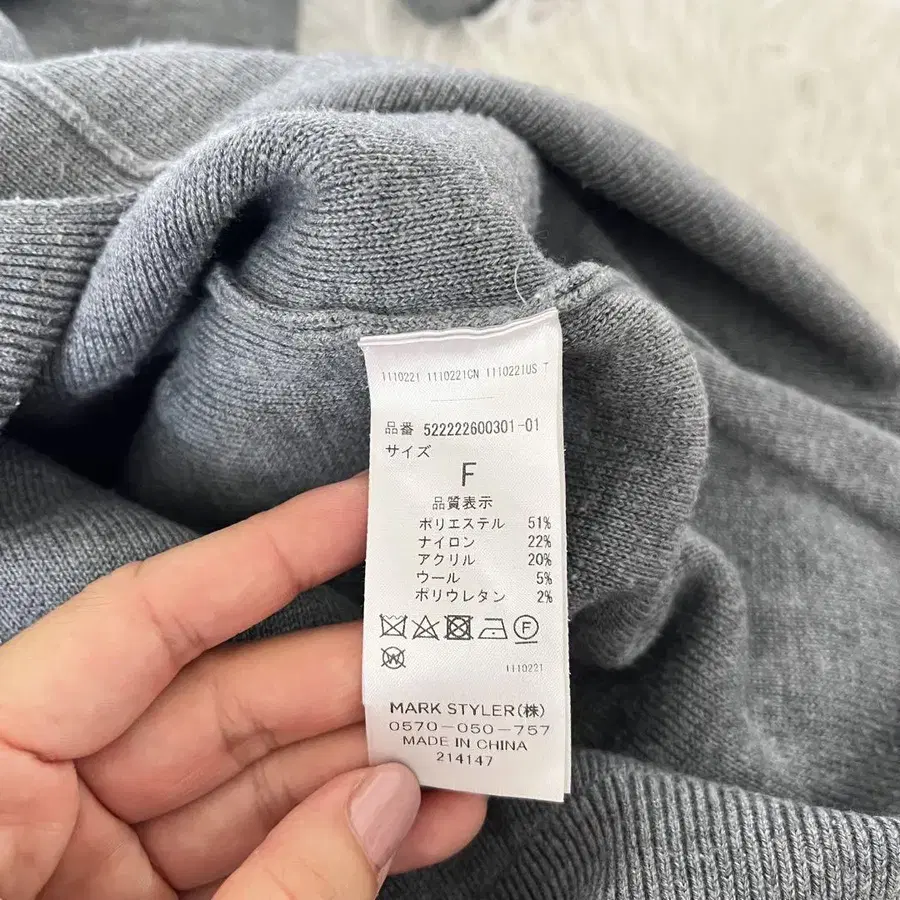 1110221 1110221CN 1110221US T
品番 522222600301-01
サイズ
F
品質表示
ポリエステル 51%
ナイロン 22%
アクリル 20%
ウール 5%
ポリウレタン 2%
F
W
1110221
MARK STYLER(株)
0570-050-757
MADE IN CHINA
214147